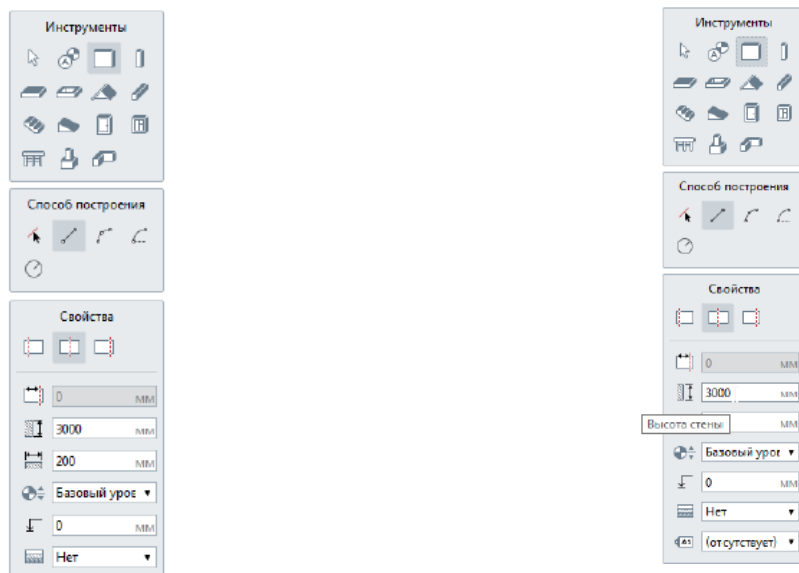 Инструменты
Способ построения
Свойства
0 мм
3000 мм
200 мм
Базовый уров
0 мм
Нет
Инструменты
Способ построения
Свойства
0 мм
3000 мм
Высота стены
мм
Базовый урог
0 мм
Нет
(отсутствует)